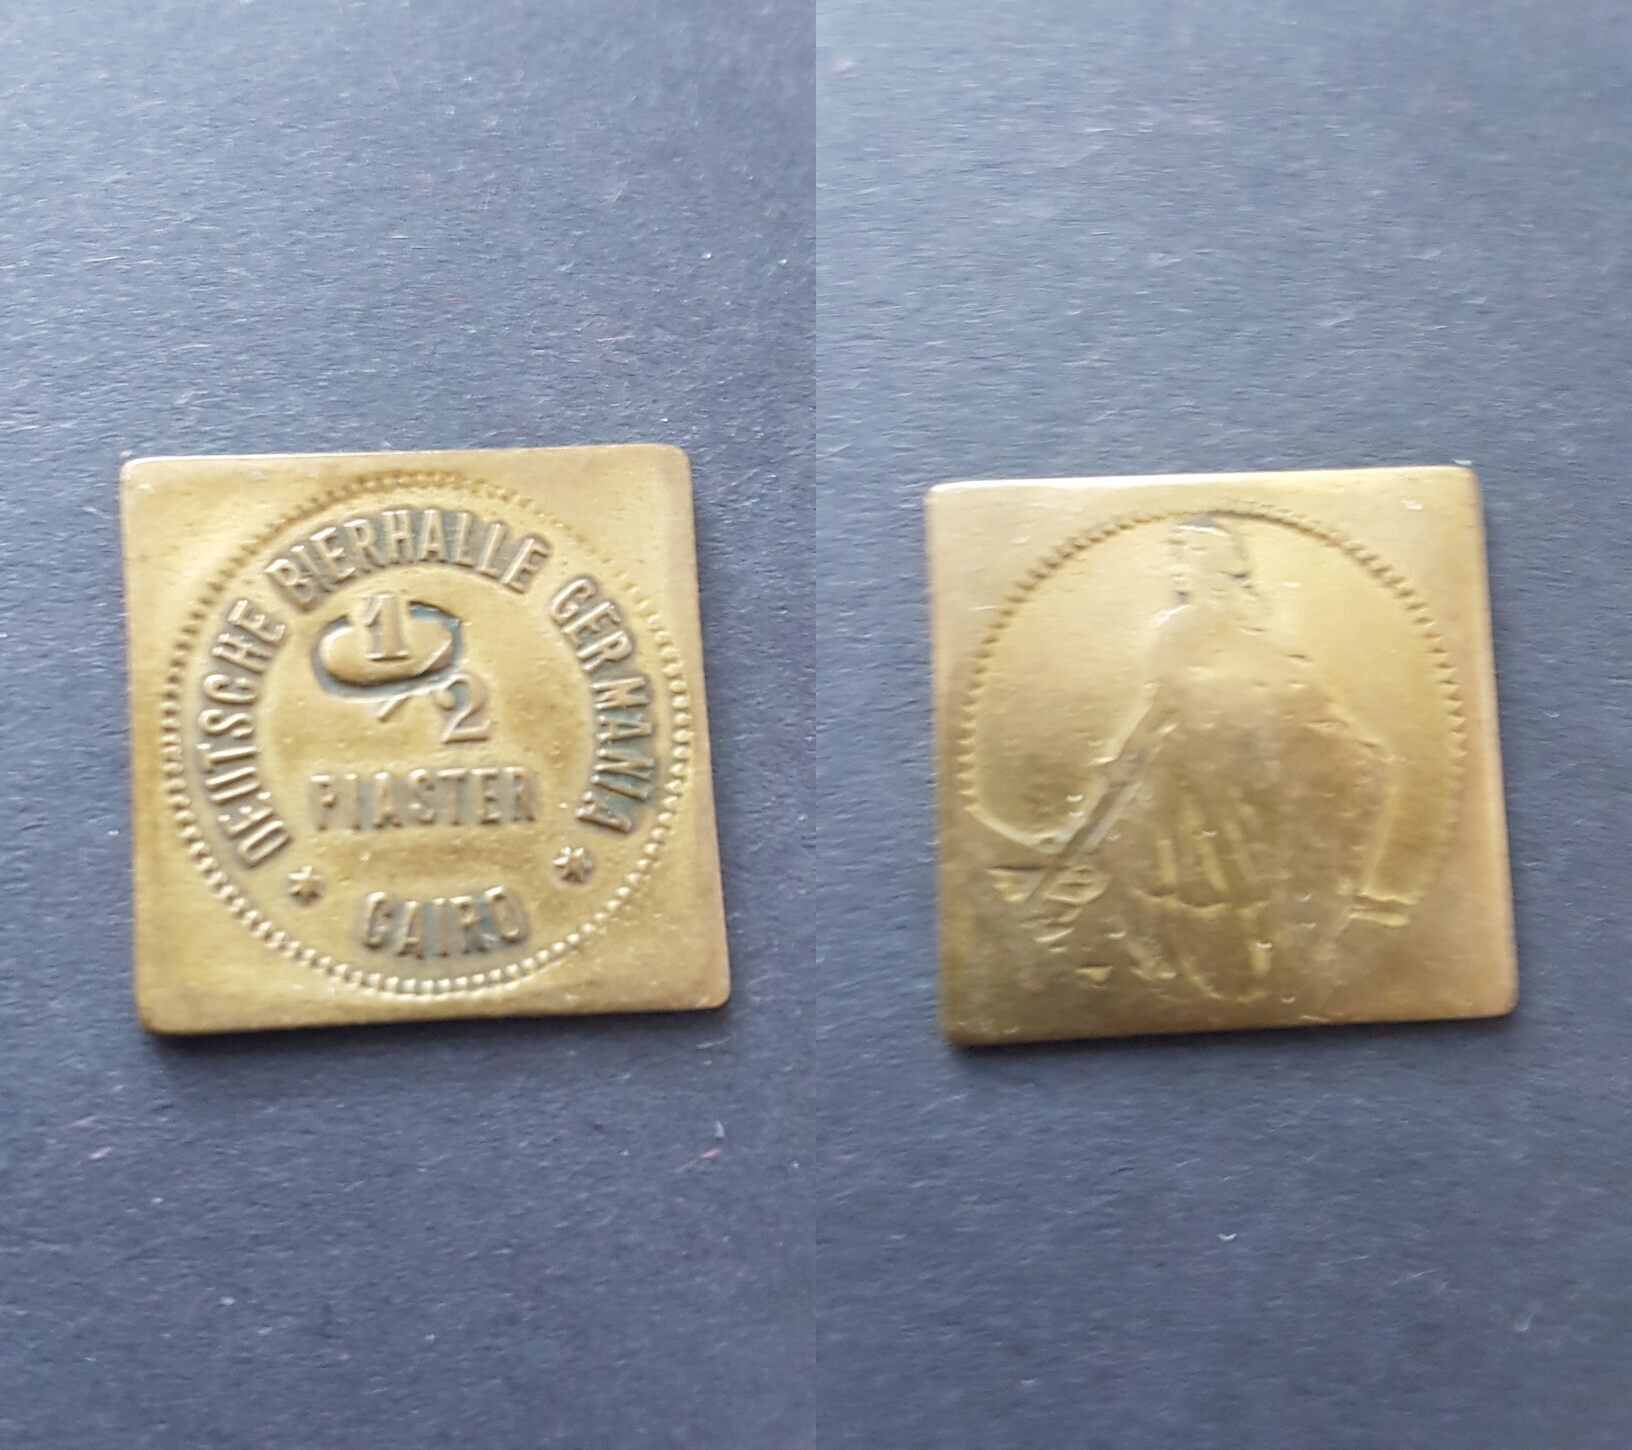 DEUTSCHE BIERHALLE GERMANIA
1/2
PIASTER
* CAIRO *